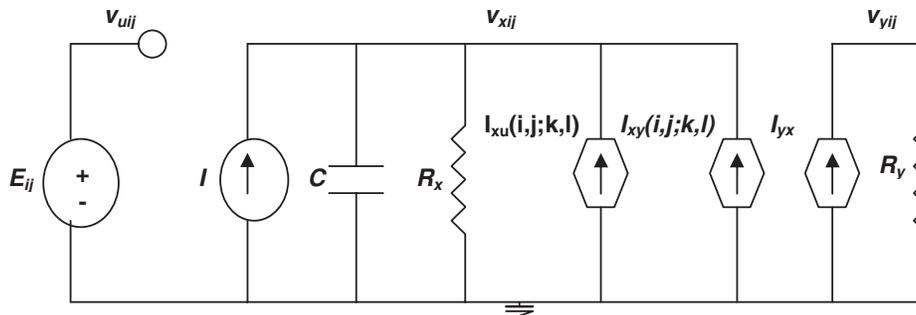 v_uij
v_xij
v_yij
I_xu(i,j;k,l)
I_xy(i,j;k,l)
I_yx
E_ij
+
-
I
C
R_x
R_y